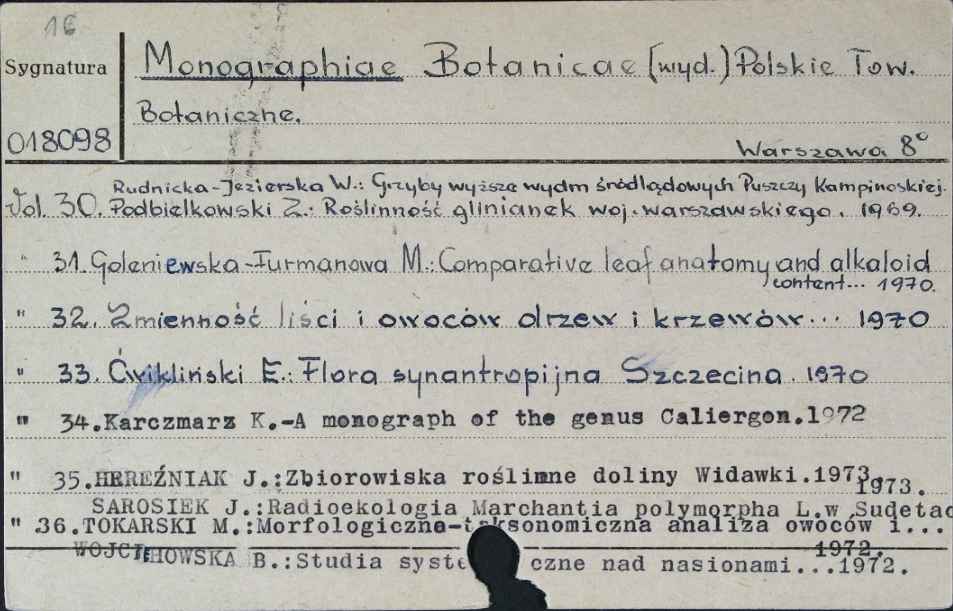 16
Sygnatura
018098
Monographiae Botanicae (wyd.) Polskie Tow.
Botaniczne.
Warszawa 8°
Rudnicka-Jezierska W.: Grzyby wyższe wydm śródlądowych Puszczy Kampinoskiej.
Vol. 30. Podbielkowski Z.: Roślinność glinianek woj. warszawskiego. 1969.
" 31. Goleniewska-Furmanowa M.: Comparative leaf anatomy and alkaloid
content... 1970.
" 32. Zmienność liści i owoców drzew i krzewów... 1970
" 33. Ćwikliński E.: Flora synantropijna Szczecina. 1970
" 34.Karczmarz K.-A monograph of the genus Caliergon.1972
" 35.HEREŹNIAK J.:Zbiorowiska roślinne doliny Widawki.1973.
1973.
SAROSIEK J.:Radioekologia Marchantia polymorpha L.w Sudetac
" 36.TOKARSKI M.:Morfologiczno-taksonomiczna analiza owoców i...
1972.
WOJCIEHOWSKA B.:Studia syste czne nad nasionami...1972.